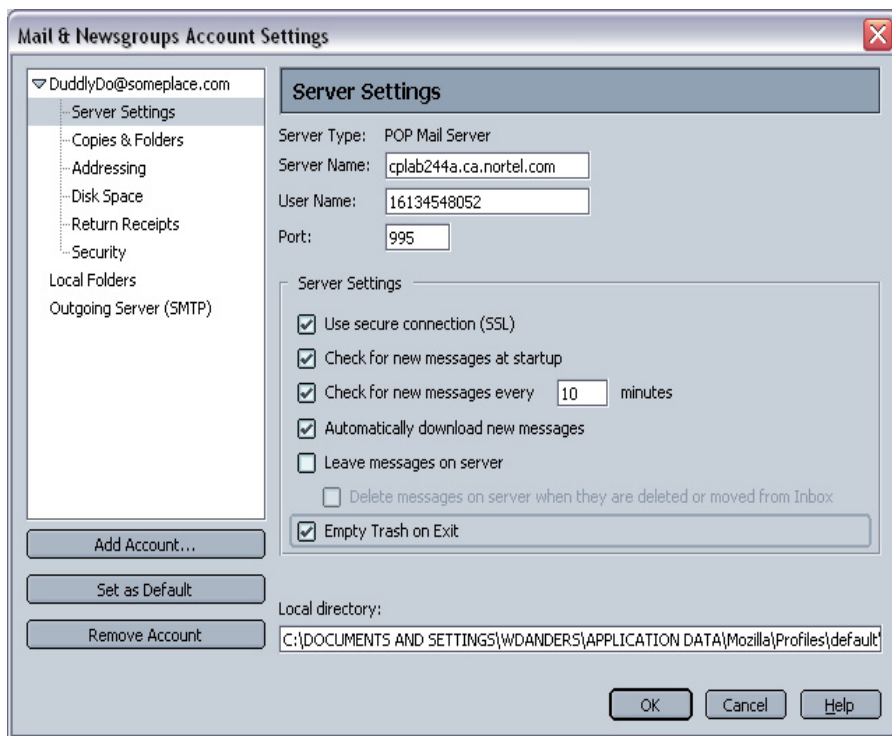 Mail & Newsgroups Account Settings
DuddlyDo@someplace.com
Server Settings
Copies & Folders
Addressing
Disk Space
Return Receipts
Security
Local Folders
Outgoing Server (SMTP)
Add Account...
Set as Default
Remove Account
Server Settings
Server Type: POP Mail Server
Server Name: cplab244a.ca.nortel.com
User Name: 16134548052
Port: 995
Server Settings
Use secure connection (SSL)
Check for new messages at startup
Check for new messages every 10 minutes
Automatically download new messages
Leave messages on server
Delete messages on server when they are deleted or moved from Inbox
Empty Trash on Exit
Local directory:
C:\DOCUMENTS AND SETTINGS\WDANDERS\APPLICATION DATA\Mozilla\Profiles\default\
OK Cancel Help